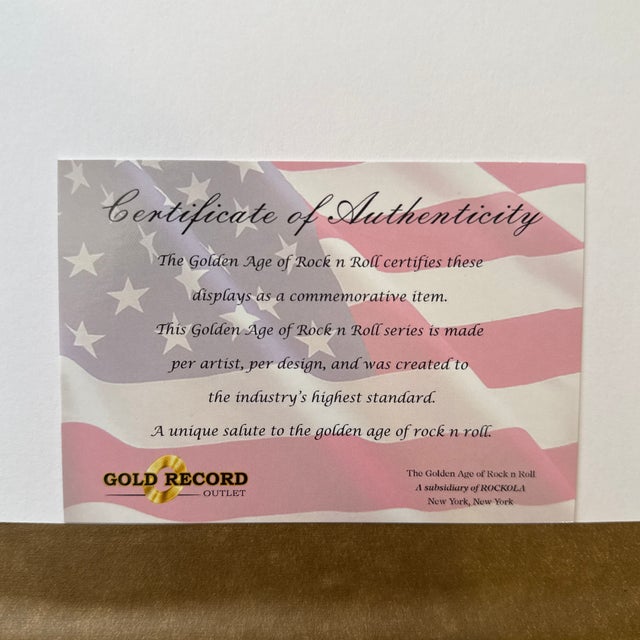 Certificate of Authenticity
The Golden Age of Rock n Roll certifies these
displays as a commemorative item.
This Golden Age of Rock n Roll series is made
per artist, per design, and was created to
the industry's highest standard.
A unique salute to the golden age of rock n roll.
GOLD RECORD
OUTLET
The Golden Age of Rock n Roll
A subsidiary of ROCKOLA
New York, New York